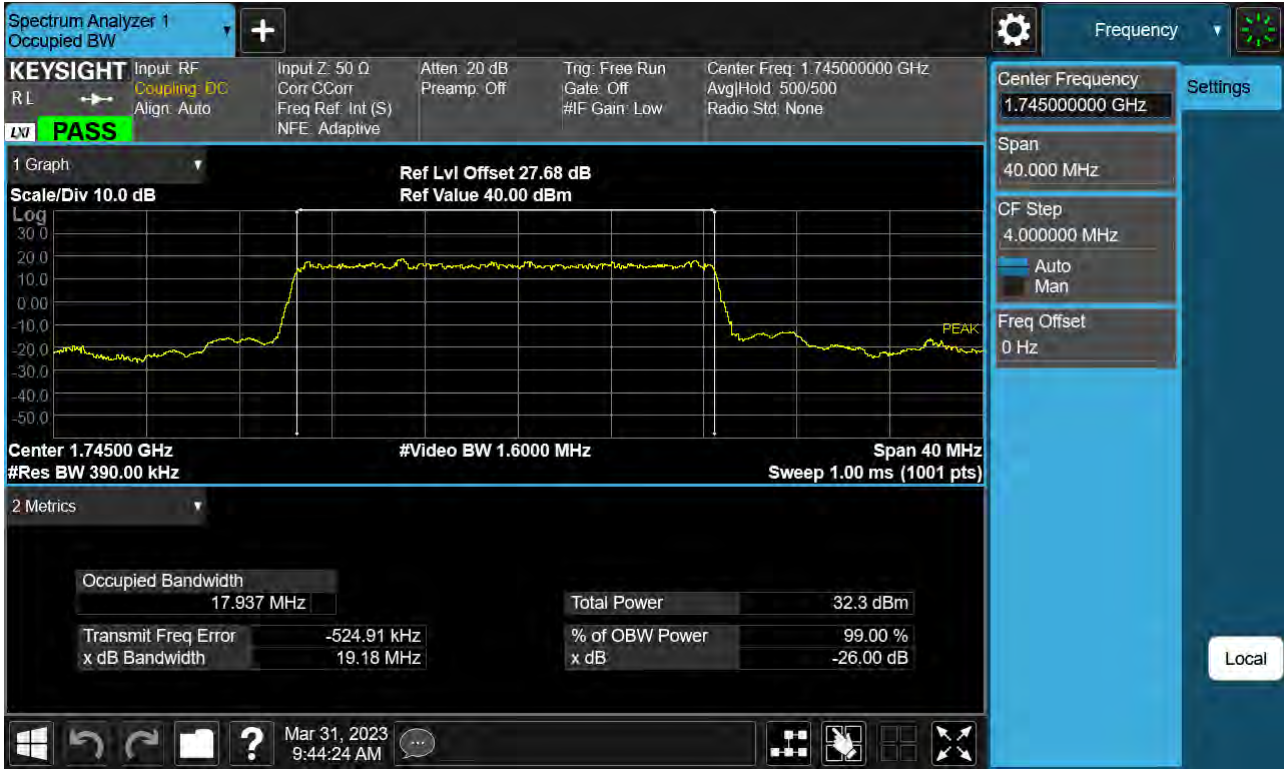 Spectrum Analyzer 1
Occupied BW
Frequency
KEYSIGHT
RL
LXI PASS
Input: RF
Coupling: DC
Align: Auto
Input Z: 50 Ω
Corr CCorr
Freq Ref: Int (S)
NFE: Adaptive
Atten: 20 dB
Preamp: Off
Trig: Free Run
Gate: Off
#IF Gain: Low
Center Freq: 1.745000000 GHz
Avg|Hold: 500/500
Radio Std: None
1 Graph
Scale/Div 10.0 dB
Ref Lvl Offset 27.68 dB
Ref Value 40.00 dBm
Log
30.0
20.0
10.0
0.00
-10.0
-20.0
-30.0
-40.0
-50.0
PEAK
Center 1.74500 GHz
#Video BW 1.6000 MHz
Span 40 MHz
#Res BW 390.00 kHz
Sweep 1.00 ms (1001 pts)
2 Metrics
Occupied Bandwidth
17.937 MHz
Total Power 32.3 dBm
Transmit Freq Error -524.91 kHz
% of OBW Power 99.00 %
x dB Bandwidth 19.18 MHz
x dB -26.00 dB
Center Frequency
1.745000000 GHz
Settings
Span
40.000 MHz
CF Step
4.000000 MHz
Auto
Man
Freq Offset
0 Hz
Local
?
Mar 31, 2023
9:44:24 AM